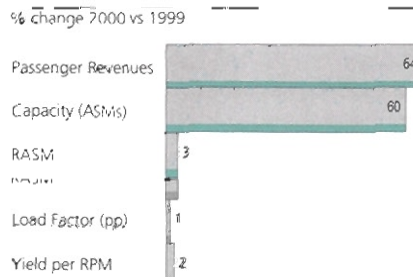 % change 2000 vs 1999
Passenger Revenues 64
Capacity (ASMs) 60
RASM 3
Load Factor (pp) 1
Yield per RPM 2